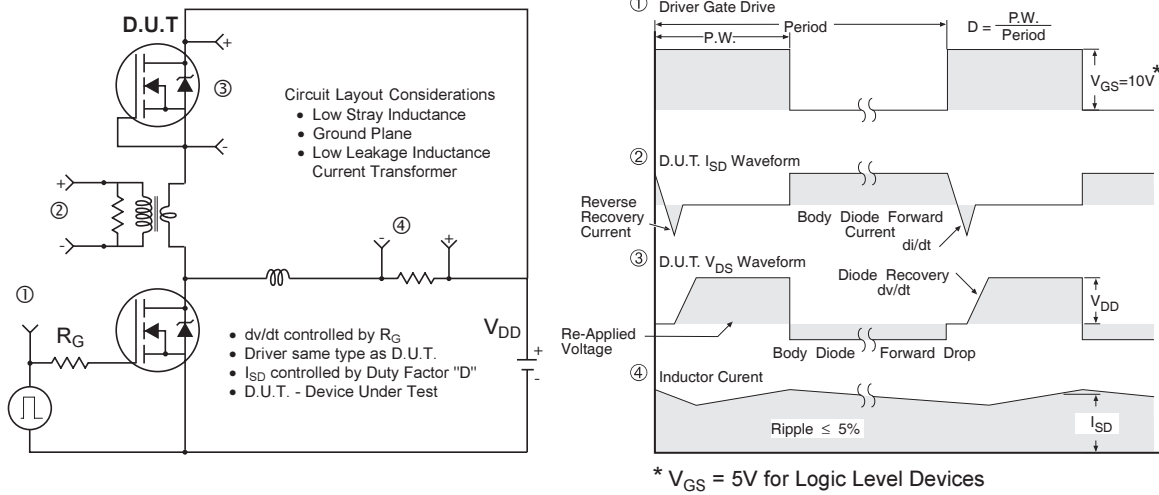 D.U.T
+
③
-
Circuit Layout Considerations
• Low Stray Inductance
• Ground Plane
• Low Leakage Inductance
Current Transformer
+
②
-
④
-
+
①
R_G
V_DD
+
-
• dv/dt controlled by R_G
• Driver same type as D.U.T.
• I_SD controlled by Duty Factor "D"
• D.U.T. - Device Under Test
① Driver Gate Drive
Period
P.W.
D = P.W. / Period
V_GS=10V*
② D.U.T. I_SD Waveform
Reverse
Recovery
Current
Body Diode Forward
Current
di/dt
③ D.U.T. V_DS Waveform
Diode Recovery
dv/dt
V_DD
Re-Applied
Voltage
Body Diode Forward Drop
④ Inductor Curent
Ripple ≤ 5%
I_SD
* V_GS = 5V for Logic Level Devices